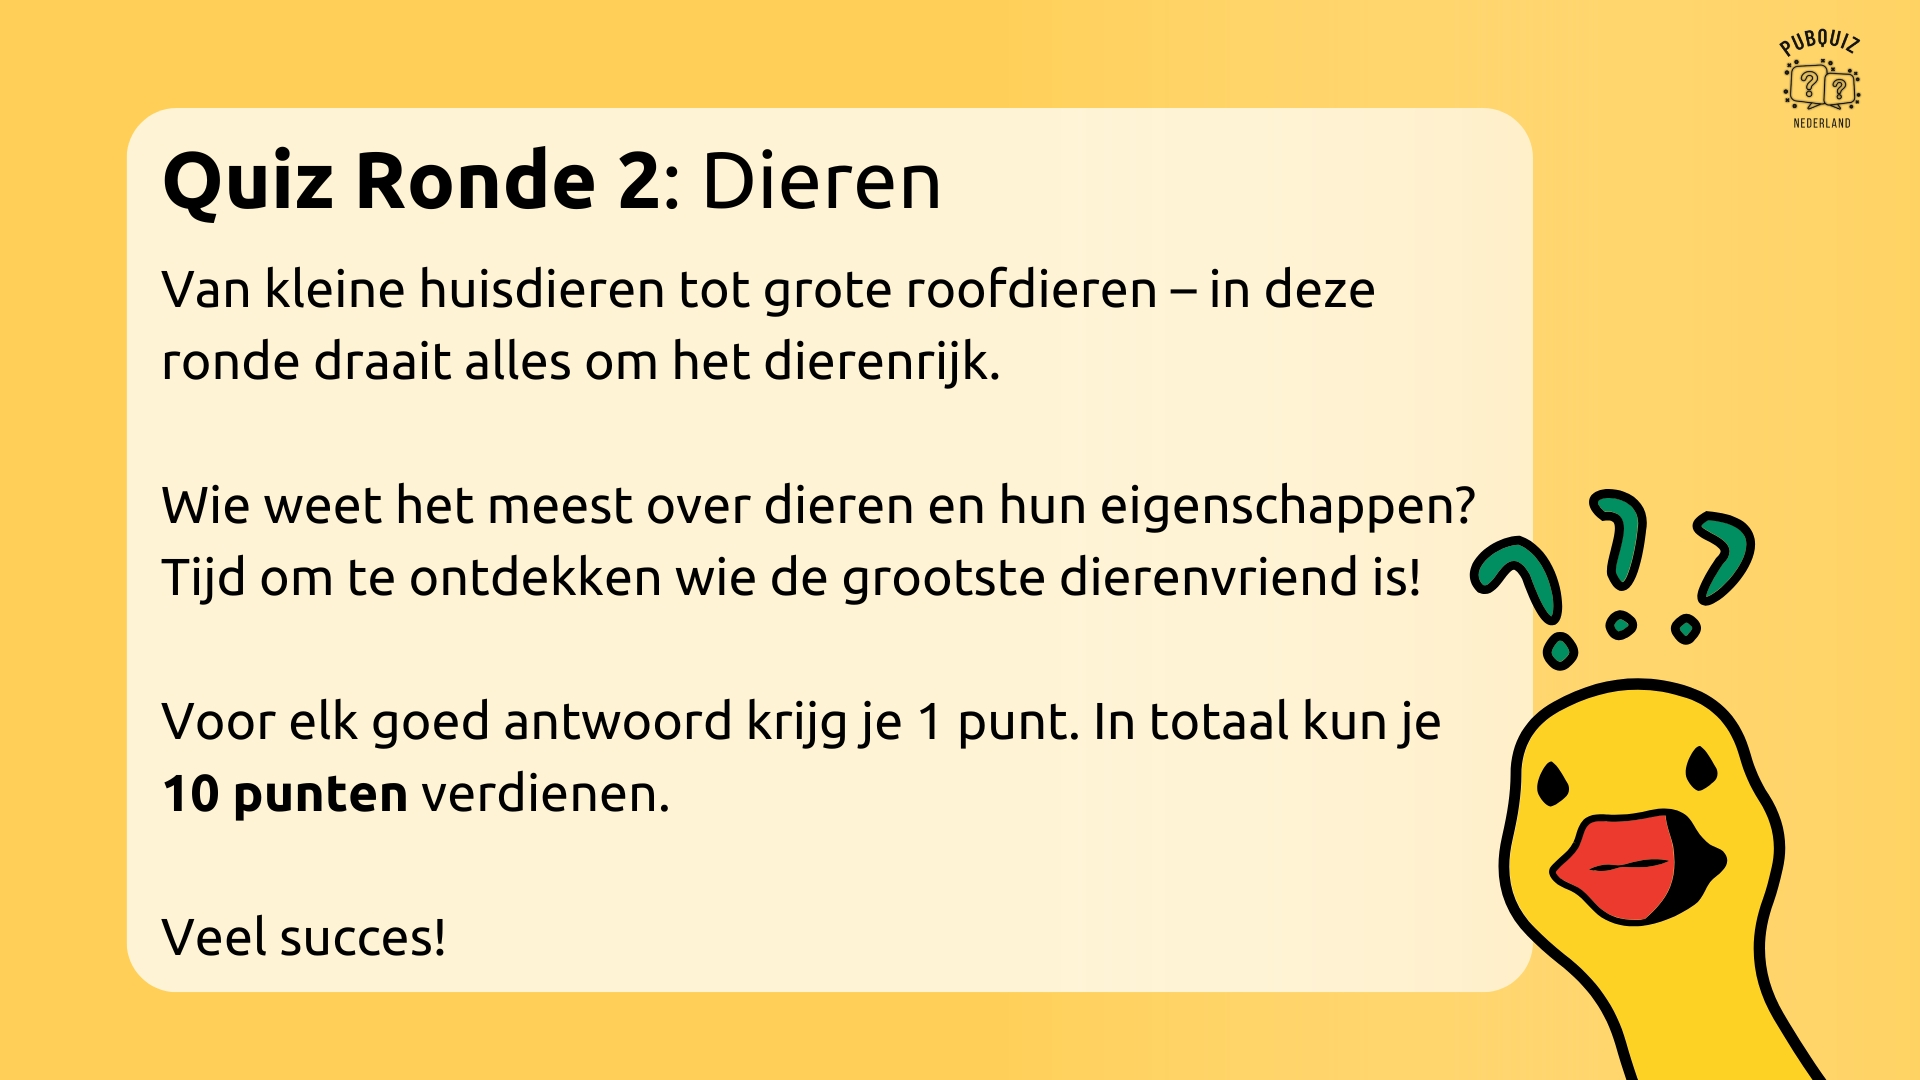 PUBQUIZ
? ?
NEDERLAND
Quiz Ronde 2: Dieren
Van kleine huisdieren tot grote roofdieren – in deze
ronde draait alles om het dierenrijk.
Wie weet het meest over dieren en hun eigenschappen?
Tijd om te ontdekken wie de grootste dierenvriend is!
Voor elk goed antwoord krijg je 1 punt. In totaal kun je
10 punten verdienen.
Veel succes!